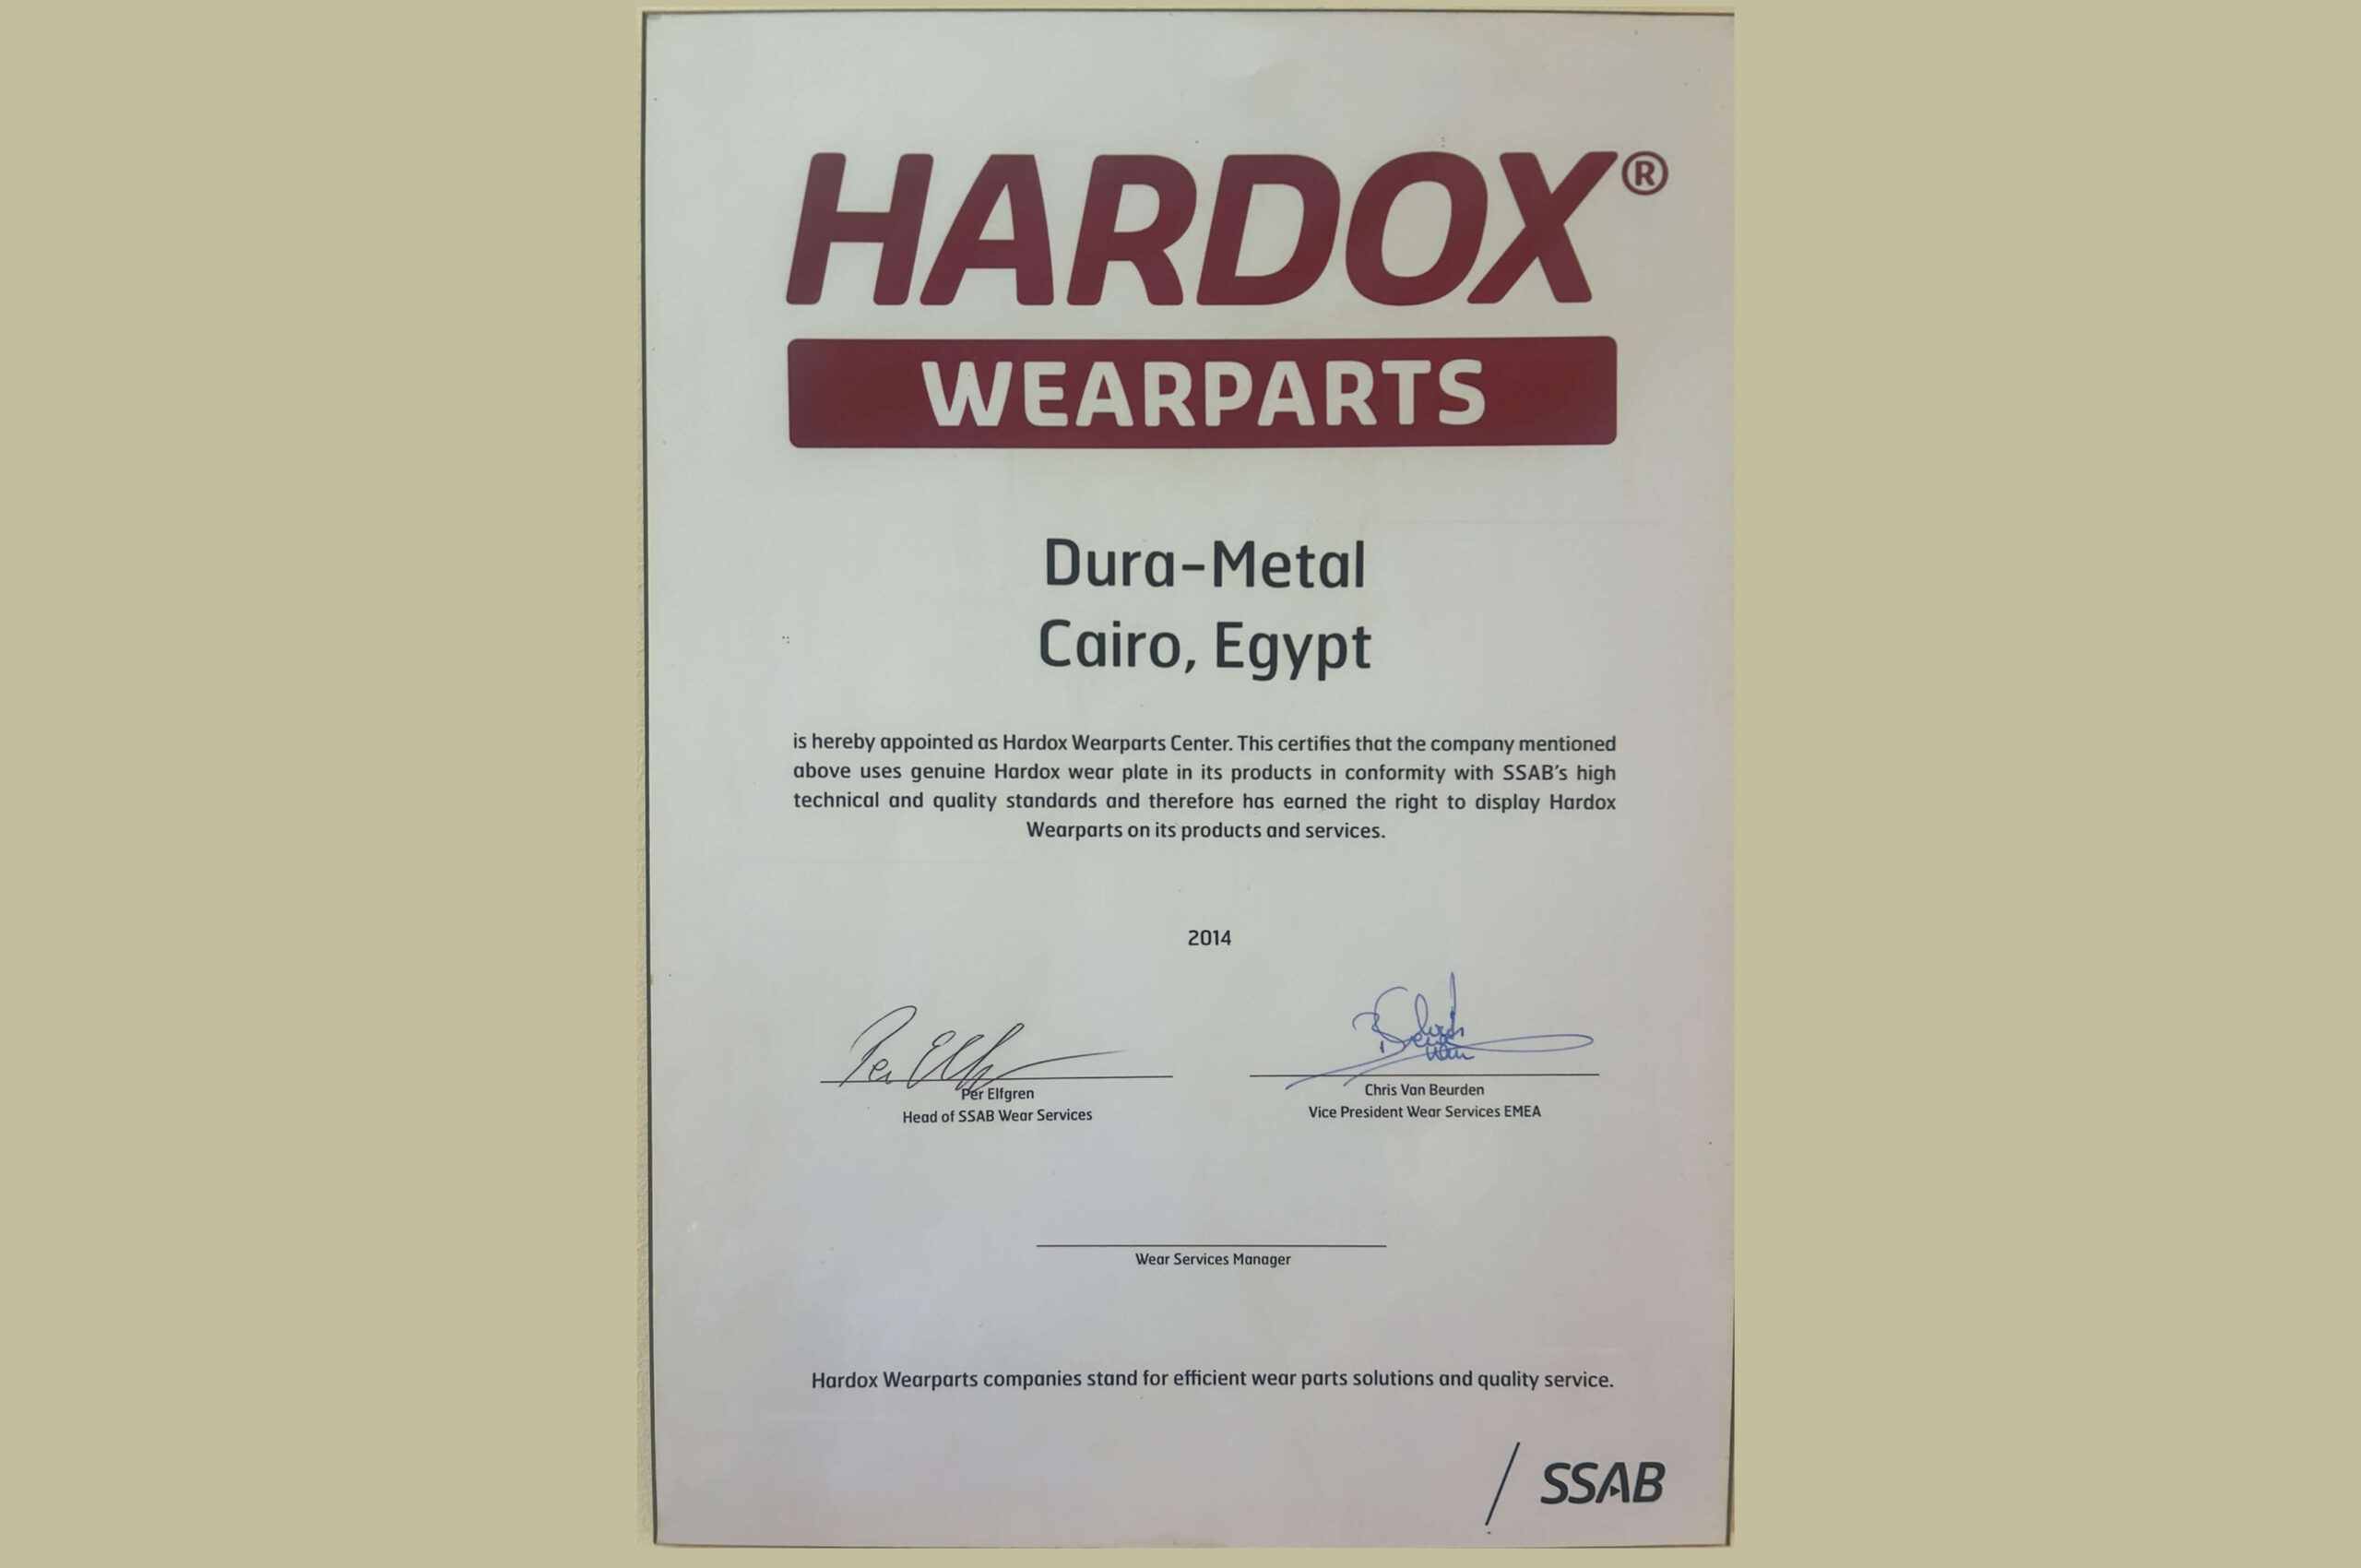 HARDOX®
WEARPARTS
Dura-Metal
Cairo, Egypt
is hereby appointed as Hardox Wearparts Center. This certifies that the company mentioned
above uses genuine Hardox wear plate in its products in conformity with SSAB's high
technical and quality standards and therefore has earned the right to display Hardox
Wearparts on its products and services.
2014
Per Elfgren
Head of SSAB Wear Services
Chris Van Beurden
Vice President Wear Services EMEA
Wear Services Manager
Hardox Wearparts companies stand for efficient wear parts solutions and quality service.
SSAB